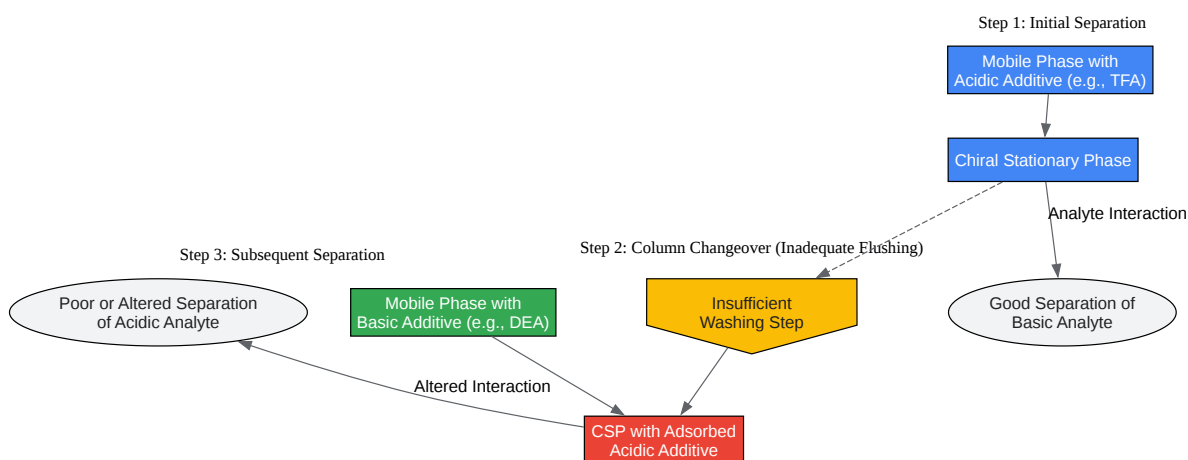 Step 1: Initial Separation
Mobile Phase with
Acidic Additive (e.g., TFA)
Chiral Stationary Phase
Analyte Interaction
Good Separation of
Basic Analyte
Step 2: Column Changeover (Inadequate Flushing)
Insufficient
Washing Step
Step 3: Subsequent Separation
Mobile Phase with
Basic Additive (e.g., DEA)
CSP with Adsorbed
Acidic Additive
Altered Interaction
Poor or Altered Separation
of Acidic Analyte